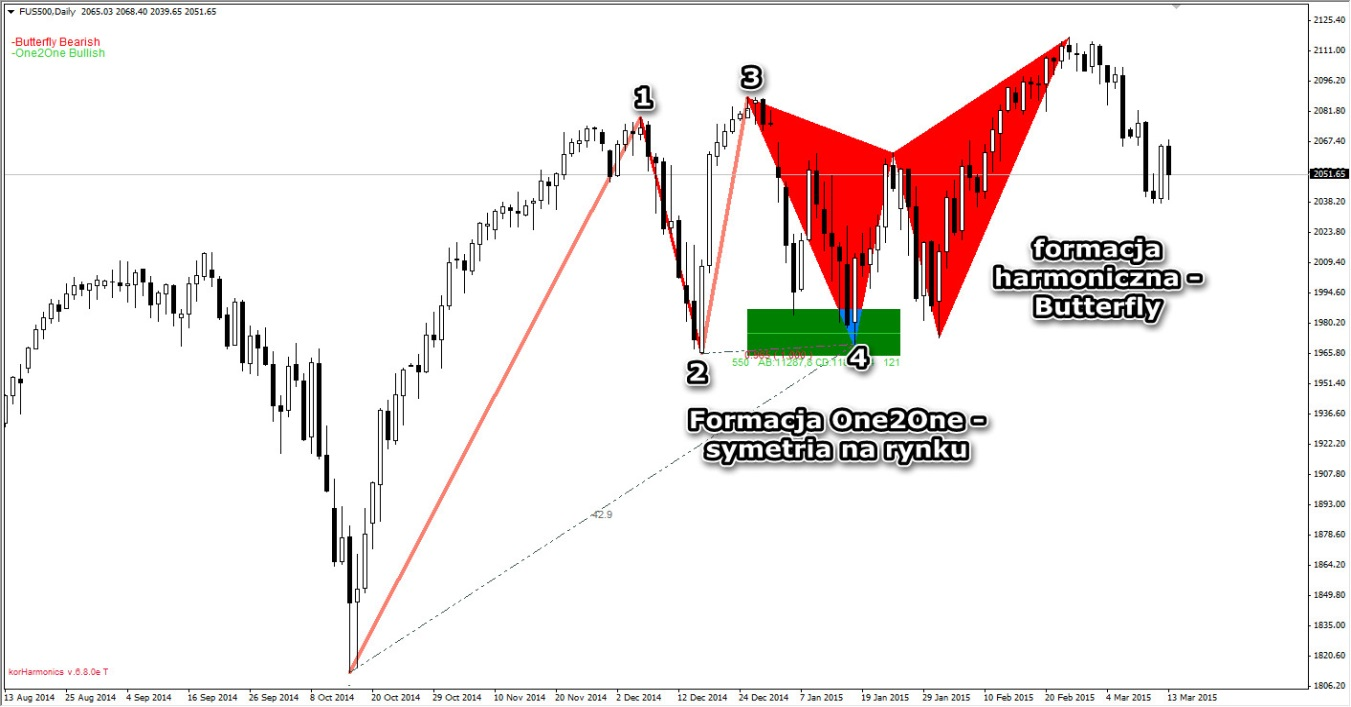 FUS500,Daily 2065.03 2068.40 2039.65 2051.65
-Butterfly Bearish
-One2One Bullish
1
3
2
4
formacja
harmoniczna -
Butterfly
550 AB:11287,8 121
Formacja One2One -
symetria na rynku
42.9
korHarmonics v.6.8.0e T
2125.40
2111.00
2096.20
2081.80
2067.40
2051.65
2038.20
2023.80
2009.40
1994.60
1980.20
1965.80
1951.40
1936.60
1922.20
1907.80
1893.00
1878.60
1864.20
1849.80
1835.00
1820.60
1806.20
13 Aug 2014 25 Aug 2014 4 Sep 2014 16 Sep 2014 26 Sep 2014 8 Oct 2014 20 Oct 2014 29 Oct 2014 10 Nov 2014 20 Nov 2014 2 Dec 2014 12 Dec 2014 24 Dec 2014 7 Jan 2015 19 Jan 2015 29 Jan 2015 10 Feb 2015 20 Feb 2015 4 Mar 2015 13 Mar 2015